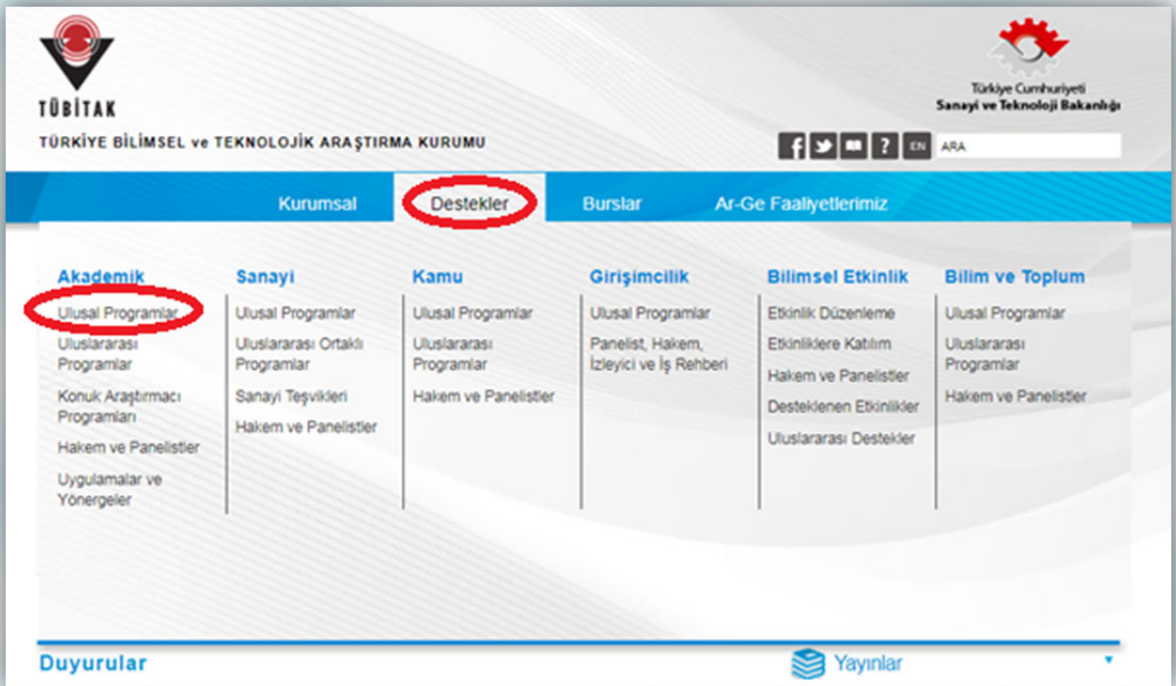 TÜBİTAK
TÜRKİYE BİLİMSEL ve TEKNOLOJİK ARAŞTIRMA KURUMU
Türkiye Cumhuriyeti
Sanayi ve Teknoloji Bakanlığı
f ? EN ARA
Kurumsal Destekler Burslar Ar-Ge Faaliyetlerimiz
Akademik
Ulusal Programlar
Uluslararası
Programlar
Konuk Araştırmacı
Programları
Hakem ve Panelistler
Uygulamalar ve
Yönergeler
Sanayi
Ulusal Programlar
Uluslararası Ortaklı
Programlar
Sanayi Teşvikleri
Hakem ve Panelistler
Kamu
Ulusal Programlar
Uluslararası
Programlar
Hakem ve Panelistler
Girişimcilik
Ulusal Programlar
Panelist, Hakem,
İzleyici ve İş Rehberi
Bilimsel Etkinlik
Etkinlik Düzenleme
Etkinliklere Katılım
Hakem ve Panelistler
Desteklenen Etkinlikler
Uluslararası Destekler
Bilim ve Toplum
Ulusal Programlar
Uluslararası
Programlar
Hakem ve Panelistler
Duyurular
Yayınlar